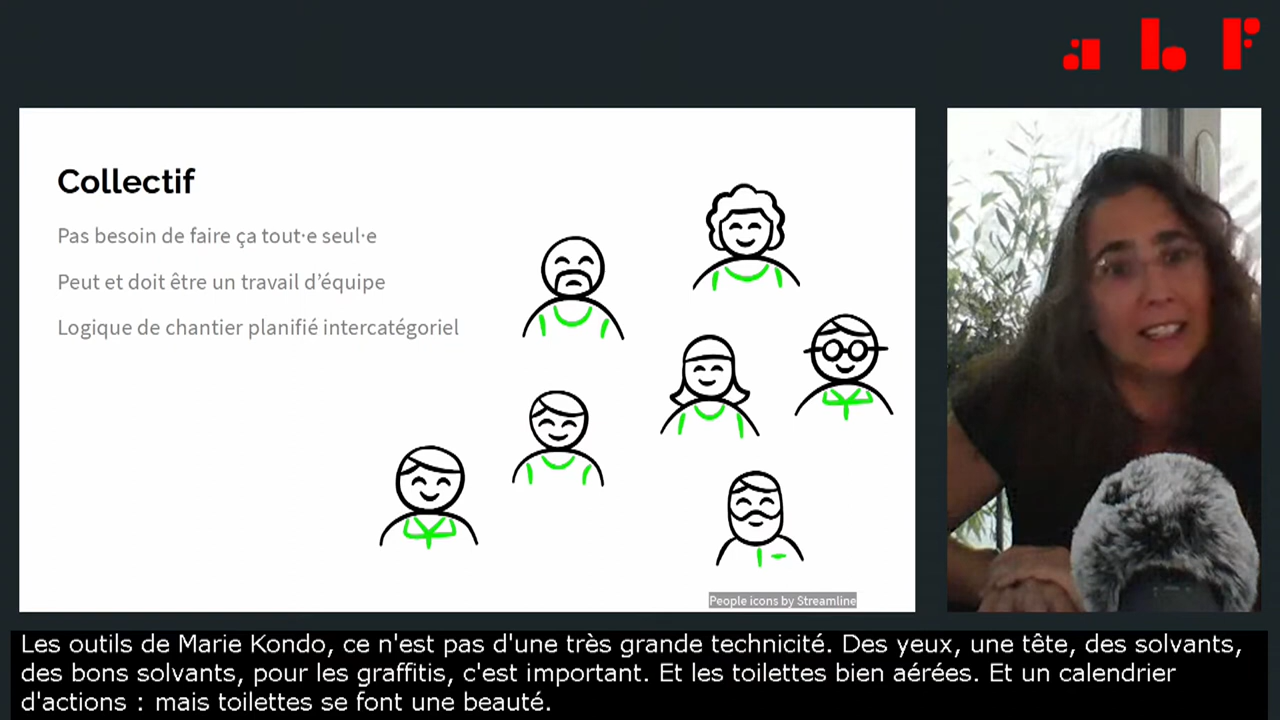 abF
Collectif
Pas besoin de faire ça tout·e seul·e
Peut et doit être un travail d’équipe
Logique de chantier planifié intercatégoriel
People icons by Streamline
Les outils de Marie Kondo, ce n'est pas d'une très grande technicité. Des yeux, une tête, des solvants,
des bons solvants, pour les graffitis, c'est important. Et les toilettes bien aérées. Et un calendrier
d'actions : mais toilettes se font une beauté.